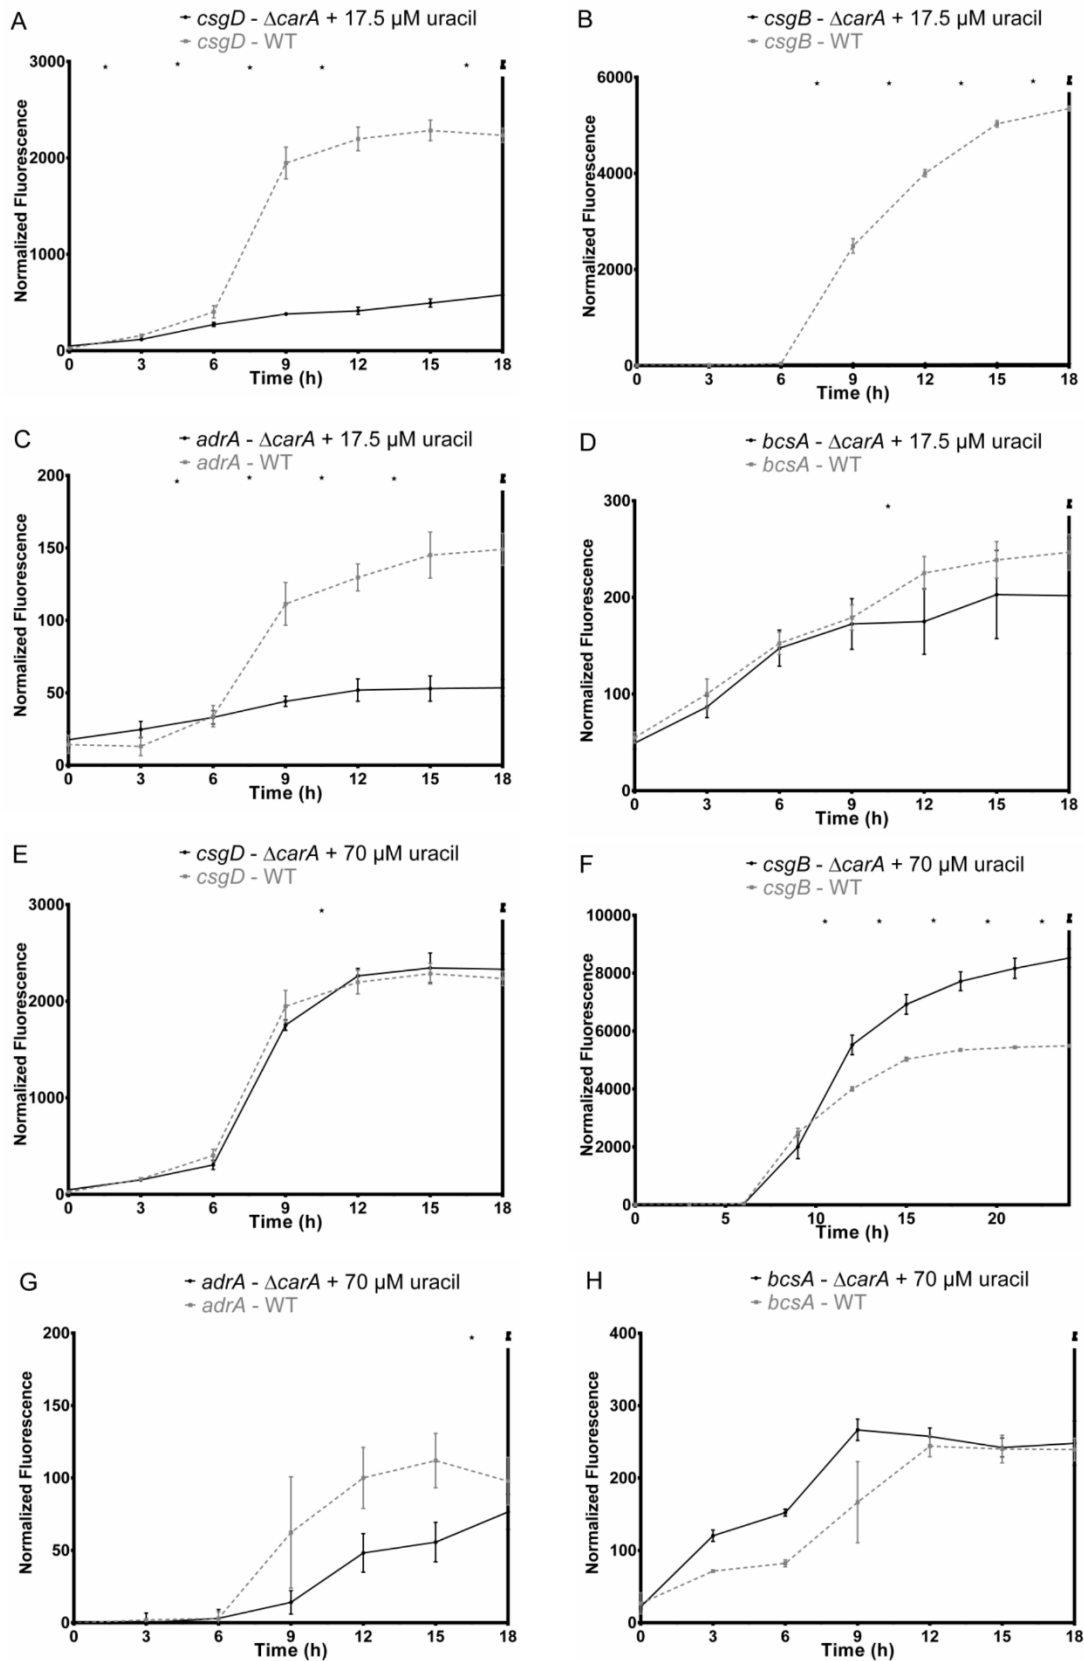 A
csgD - ΔcarA + 17.5 µM uracil
csgD - WT
3000
2000
1000
0
Normalized Fluorescence
* * * * *
0 3 6 9 12 15 18
Time (h)
B
csgB - ΔcarA + 17.5 µM uracil
csgB - WT
6000
4000
2000
0
Normalized Fluorescence
* * * *
0 3 6 9 12 15 18
Time (h)
C
adrA - ΔcarA + 17.5 µM uracil
adrA - WT
200
150
100
50
0
Normalized Fluorescence
* * * *
0 3 6 9 12 15 18
Time (h)
D
bcsA - ΔcarA + 17.5 µM uracil
bcsA - WT
300
200
100
0
Normalized Fluorescence
*
0 3 6 9 12 15 18
Time (h)
E
csgD - ΔcarA + 70 µM uracil
csgD - WT
3000
2000
1000
0
Normalized Fluorescence
*
0 3 6 9 12 15 18
Time (h)
F
csgB - ΔcarA + 70 µM uracil
csgB - WT
10000
8000
6000
4000
2000
0
Normalized Fluorescence
* * * * *
0 5 10 15 20
Time (h)
G
adrA - ΔcarA + 70 µM uracil
adrA - WT
200
150
100
50
0
Normalized Fluorescence
*
0 3 6 9 12 15 18
Time (h)
H
bcsA - ΔcarA + 70 µM uracil
bcsA - WT
400
300
200
100
0
Normalized Fluorescence
0 3 6 9 12 15 18
Time (h)